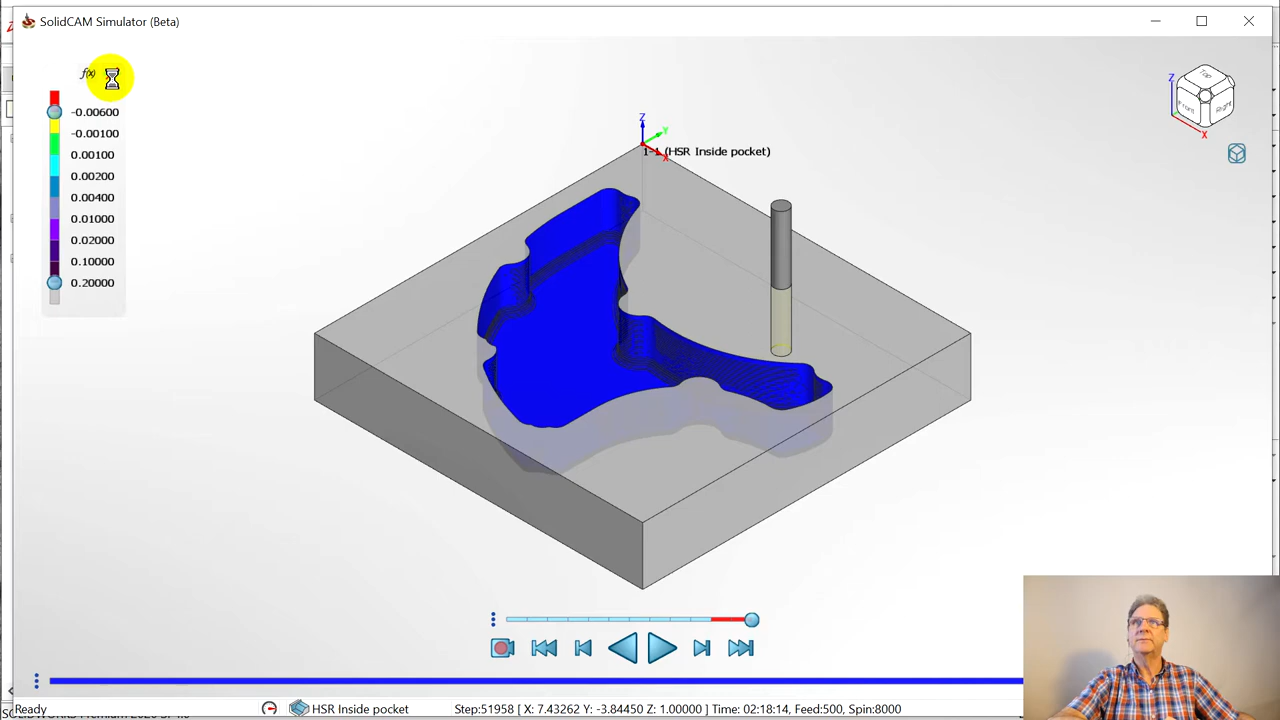 SolidCAM Simulator (Beta)
f(x)
-0.00600
-0.00100
0.00100
0.00200
0.00400
0.01000
0.02000
0.10000
0.20000
Z
Y
X
1-1 (HSR Inside pocket)
Z
Top
Front
Right
X
Ready
HSR Inside pocket
Step:51958 [ X: 7.43262 Y: -3.84450 Z: 1.00000 ] Time: 02:18:14, Feed:500, Spin:8000